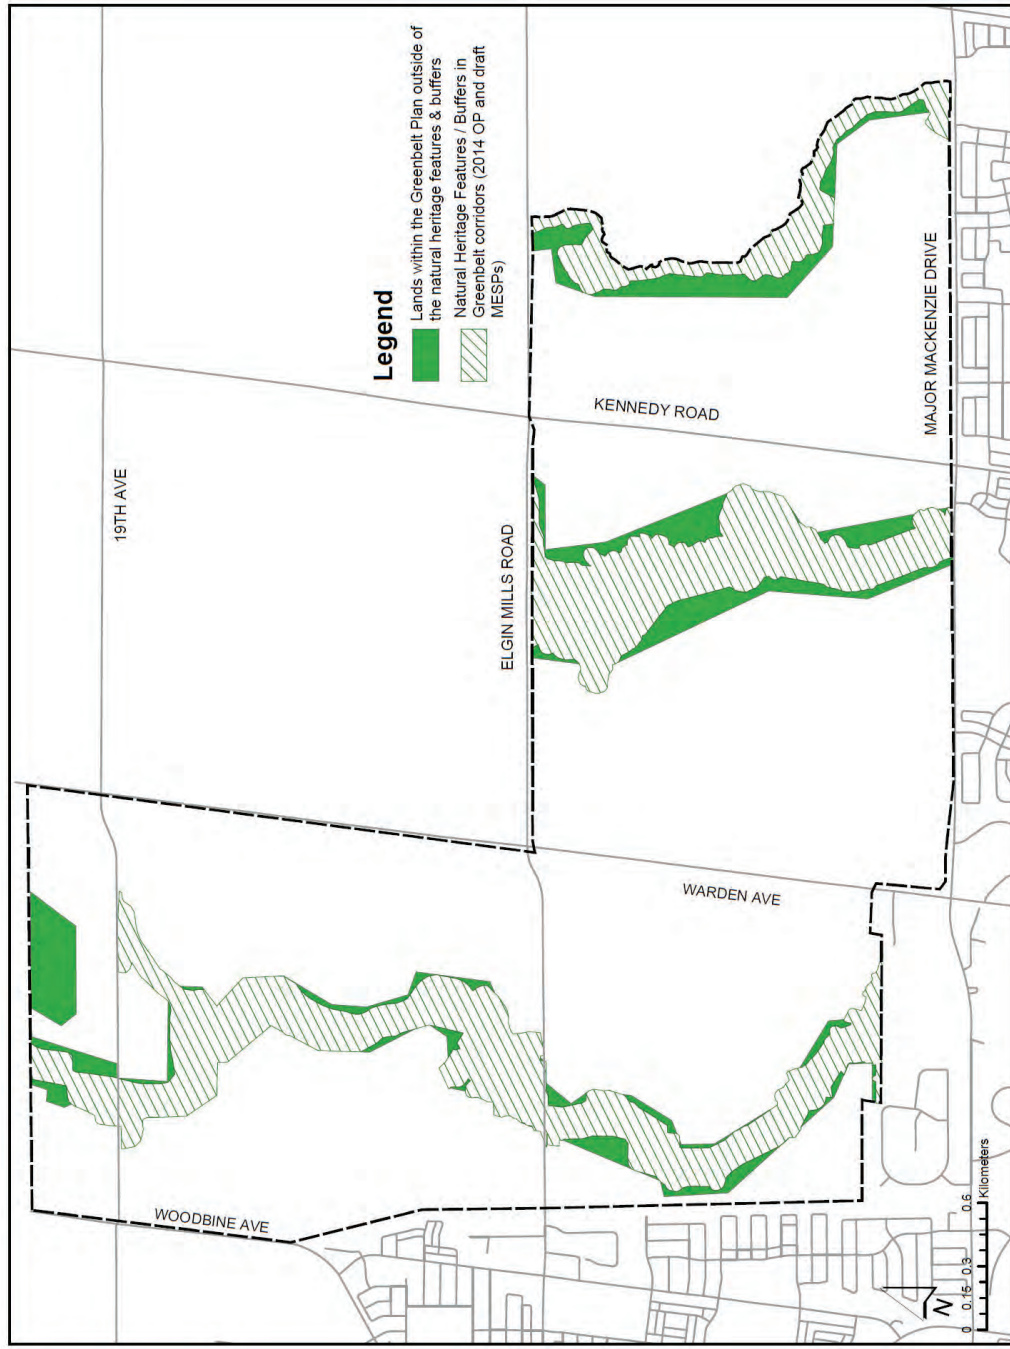 Legend
Lands within the Greenbelt Plan outside of
the natural heritage features & buffers
Natural Heritage Features / Buffers in
Greenbelt corridors (2014 OP and draft
MESPs)
19TH AVE
ELGIN MILLS ROAD
KENNEDY ROAD
MAJOR MACKENZIE DRIVE
WARDEN AVE
WOODBINE AVE
N
0 0.15 0.3 0.6
Kilometers